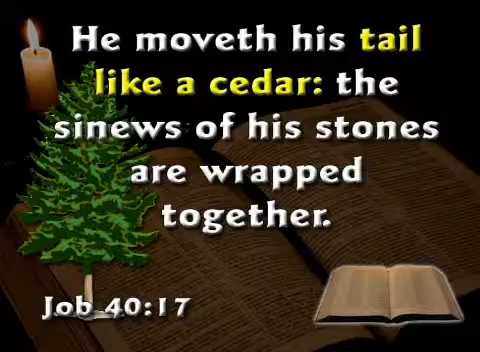 He moveth his tail
like a cedar: the
sinews of his stones
are wrapped
together.
Job 40:17